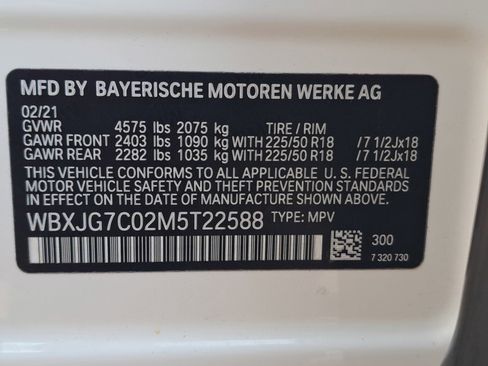 MFD BY BAYERISCHE MOTOREN WERKE AG
02/21
GVWR 4575 lbs 2075 kg TIRE / RIM
GAWR FRONT 2403 lbs 1090 kg WITH 225/50 R18 / 7 1/2Jx18
GAWR REAR 2282 lbs 1035 kg WITH 225/50 R18 / 7 1/2Jx18
THIS VEHICLE CONFORMS TO ALL APPLICABLE U. S. FEDERAL
MOTOR VEHICLE SAFETY AND THEFT PREVENTION STANDARDS
IN EFFECT ON THE DATE OF MANUFACTURE SHOWN ABOVE.
WBXJG7C02M5T22588 TYPE: MPV
300
7 320 730